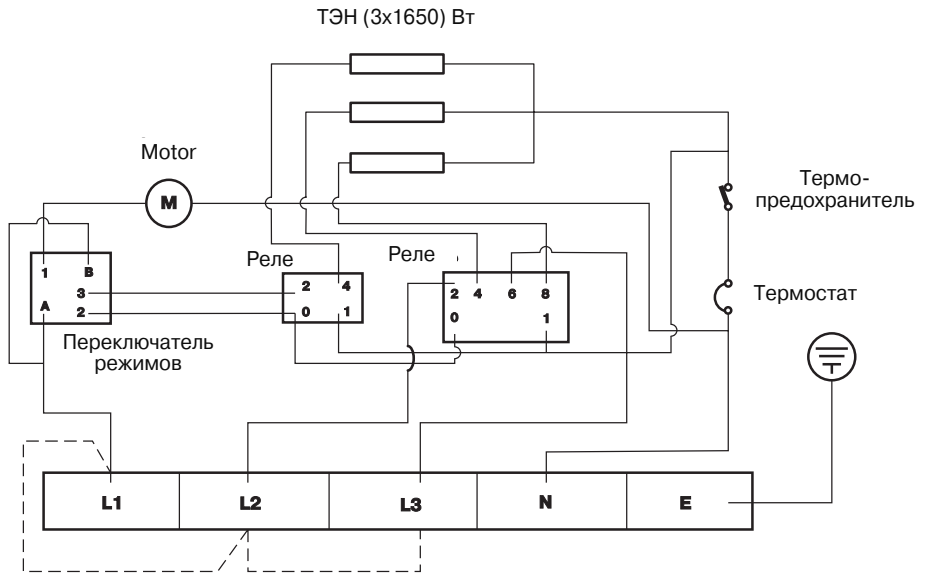 ТЭН (3х1650) Вт
Motor
M
Термо-
предохранитель
Реле
Реле
1 B
3
A
2
2 4
0 1
2 4 6 8
0 1
Термостат
Переключатель
режимов
L1 L2 L3 N E